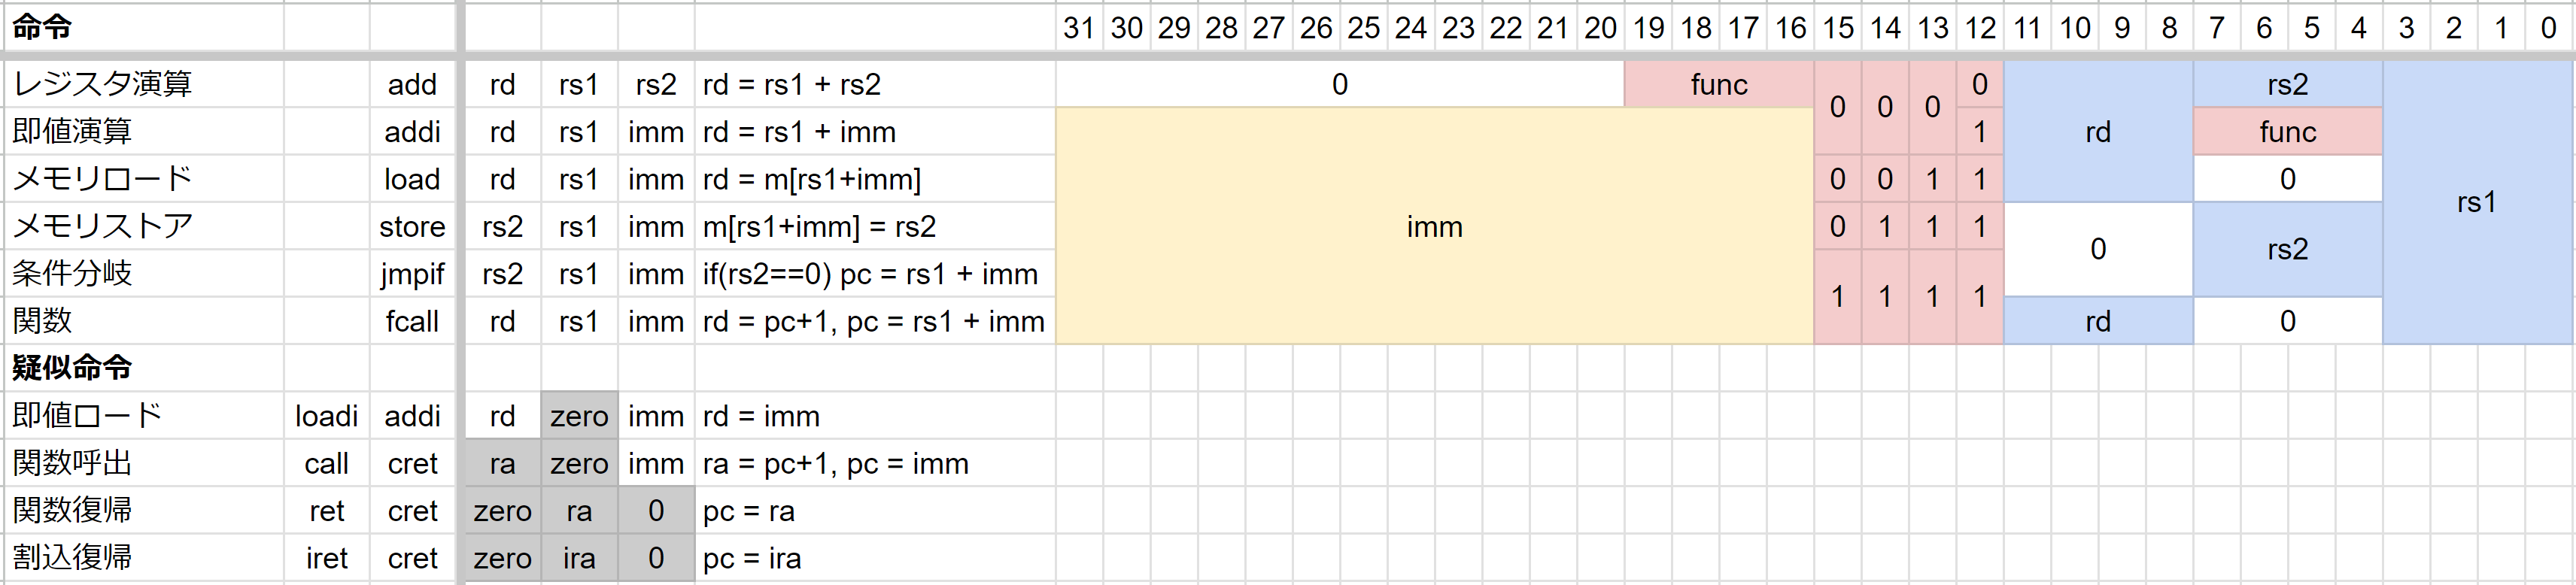 命令 31 30 29 28 27 26 25 24 23 22 21 20 19 18 17 16 15 14 13 12 11 10 9 8 7 6 5 4 3 2 1 0
レジスタ演算 add rd rs1 rs2 rd = rs1 + rs2 0 func 0 0 0 0 rd rs2 rs1
即値演算 addi rd rs1 imm rd = rs1 + imm imm 1 func
メモリロード load rd rs1 imm rd = m[rs1+imm] 0 0 1 1 0
メモリストア store rs2 rs1 imm m[rs1+imm] = rs2 0 1 1 1 0 rs2
条件分岐 jmpif rs2 rs1 imm if(rs2==0) pc = rs1 + imm 1 1 1 1
関数 fcall rd rs1 imm rd = pc+1, pc = rs1 + imm rd 0
疑似命令
即値ロード loadi addi rd zero imm rd = imm
関数呼出 call cret ra zero imm ra = pc+1, pc = imm
関数復帰 ret cret zero ra 0 pc = ra
割込復帰 iret cret zero ira 0 pc = ira